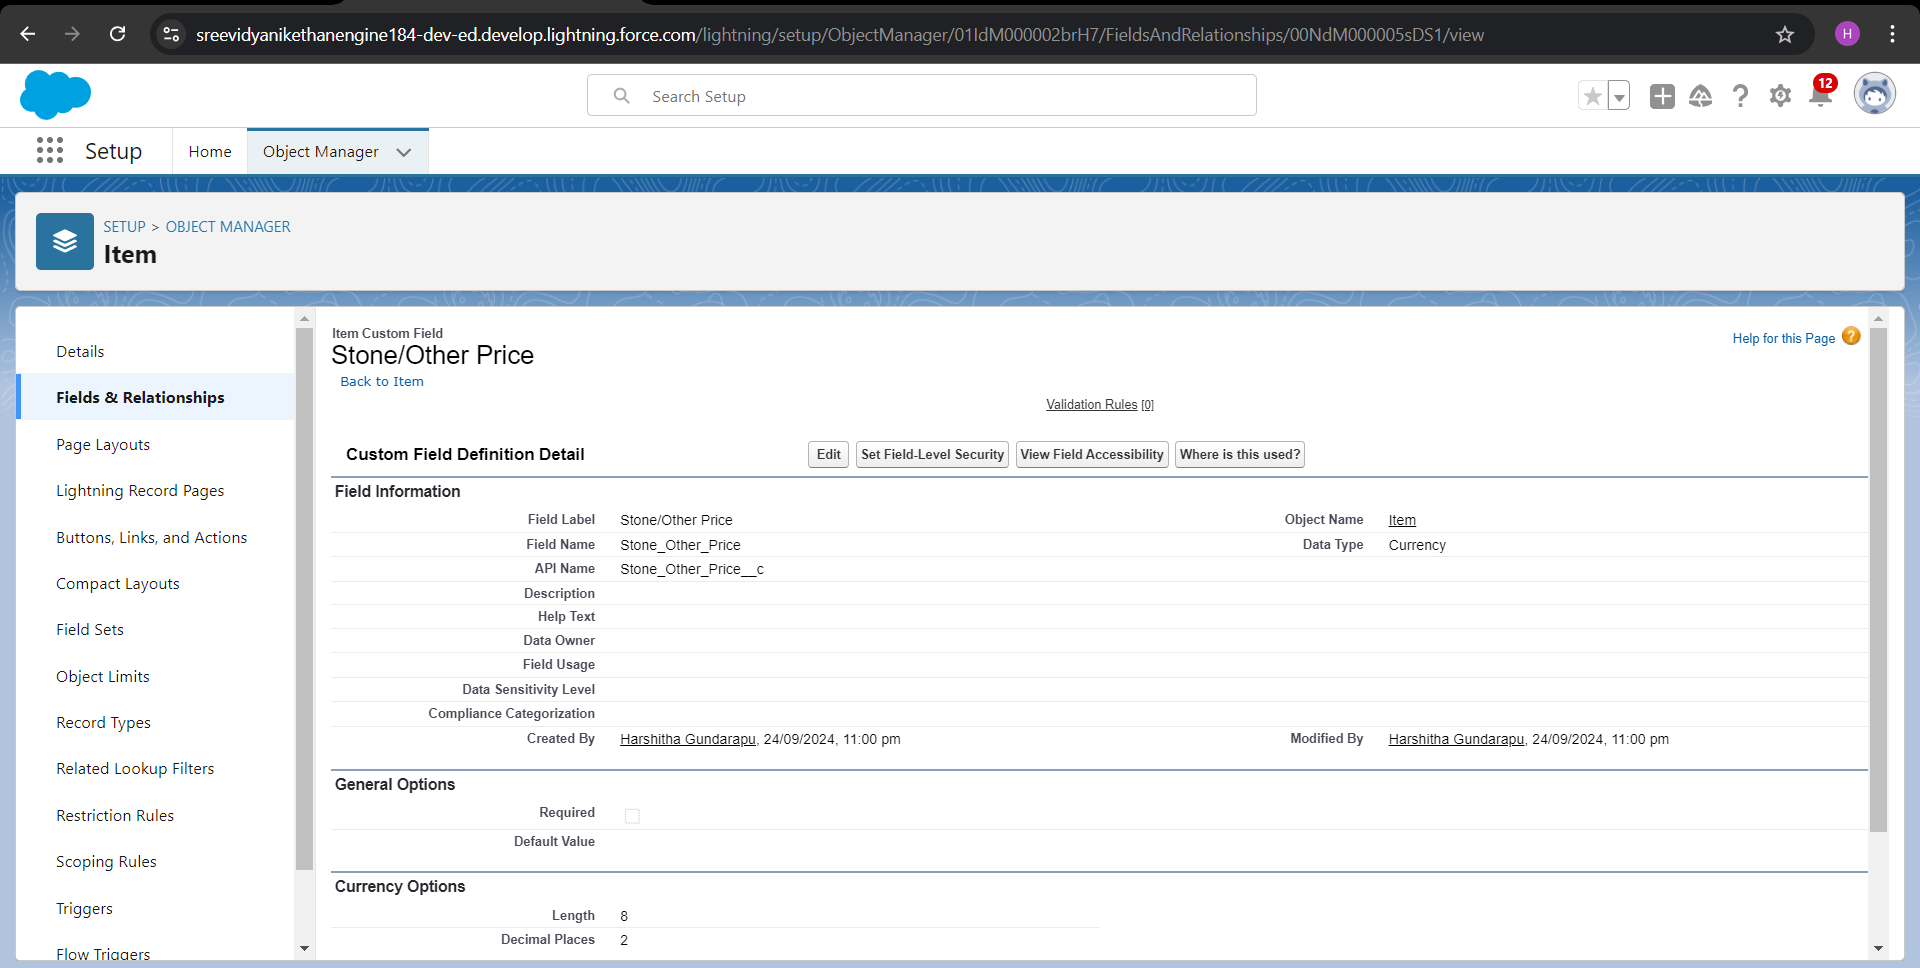 sreevidyanikethanengine184-dev-ed.develop.lightning.force.com/lightning/setup/ObjectManager/01IdM000002brH7/FieldsAndRelationships/00NdM000005sDS1/view
H
Search Setup
12
Setup
Home
Object Manager
SETUP > OBJECT MANAGER
Item
Details
Fields & Relationships
Page Layouts
Lightning Record Pages
Buttons, Links, and Actions
Compact Layouts
Field Sets
Object Limits
Record Types
Related Lookup Filters
Restriction Rules
Scoping Rules
Triggers
Flow Triggers
Item Custom Field
Stone/Other Price
Back to Item
Help for this Page
Validation Rules [0]
Custom Field Definition Detail
Edit
Set Field-Level Security
View Field Accessibility
Where is this used?
Field Information
Field Label Stone/Other Price Object Name Item
Field Name Stone_Other_Price Data Type Currency
API Name Stone_Other_Price__c
Description
Help Text
Data Owner
Field Usage
Data Sensitivity Level
Compliance Categorization
Created By Harshitha Gundarapu, 24/09/2024, 11:00 pm Modified By Harshitha Gundarapu, 24/09/2024, 11:00 pm
General Options
Required
Default Value
Currency Options
Length 8
Decimal Places 2